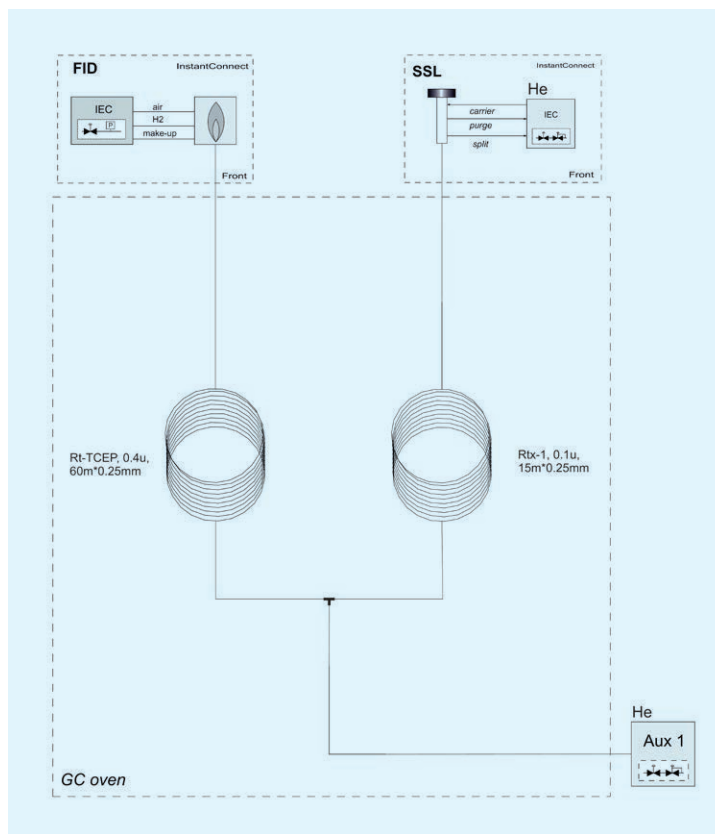 FID
InstantConnect
IEC
P
air
H2
make-up
Front
SSL
InstantConnect
He
carrier
purge
split
IEC
Front
Rt-TCEP, 0.4u,
60m*0.25mm
Rtx-1, 0.1u,
15m*0.25mm
He
Aux 1
GC oven